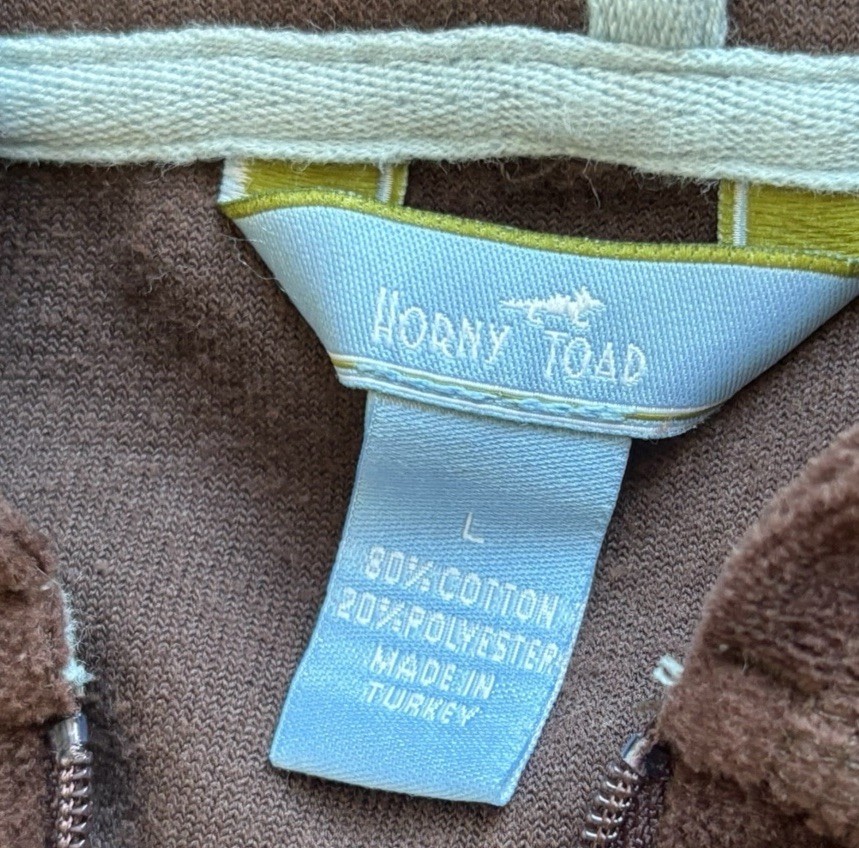 HORNY TOAD
L
80% COTTON
20% POLYESTER
MADE IN
TURKEY